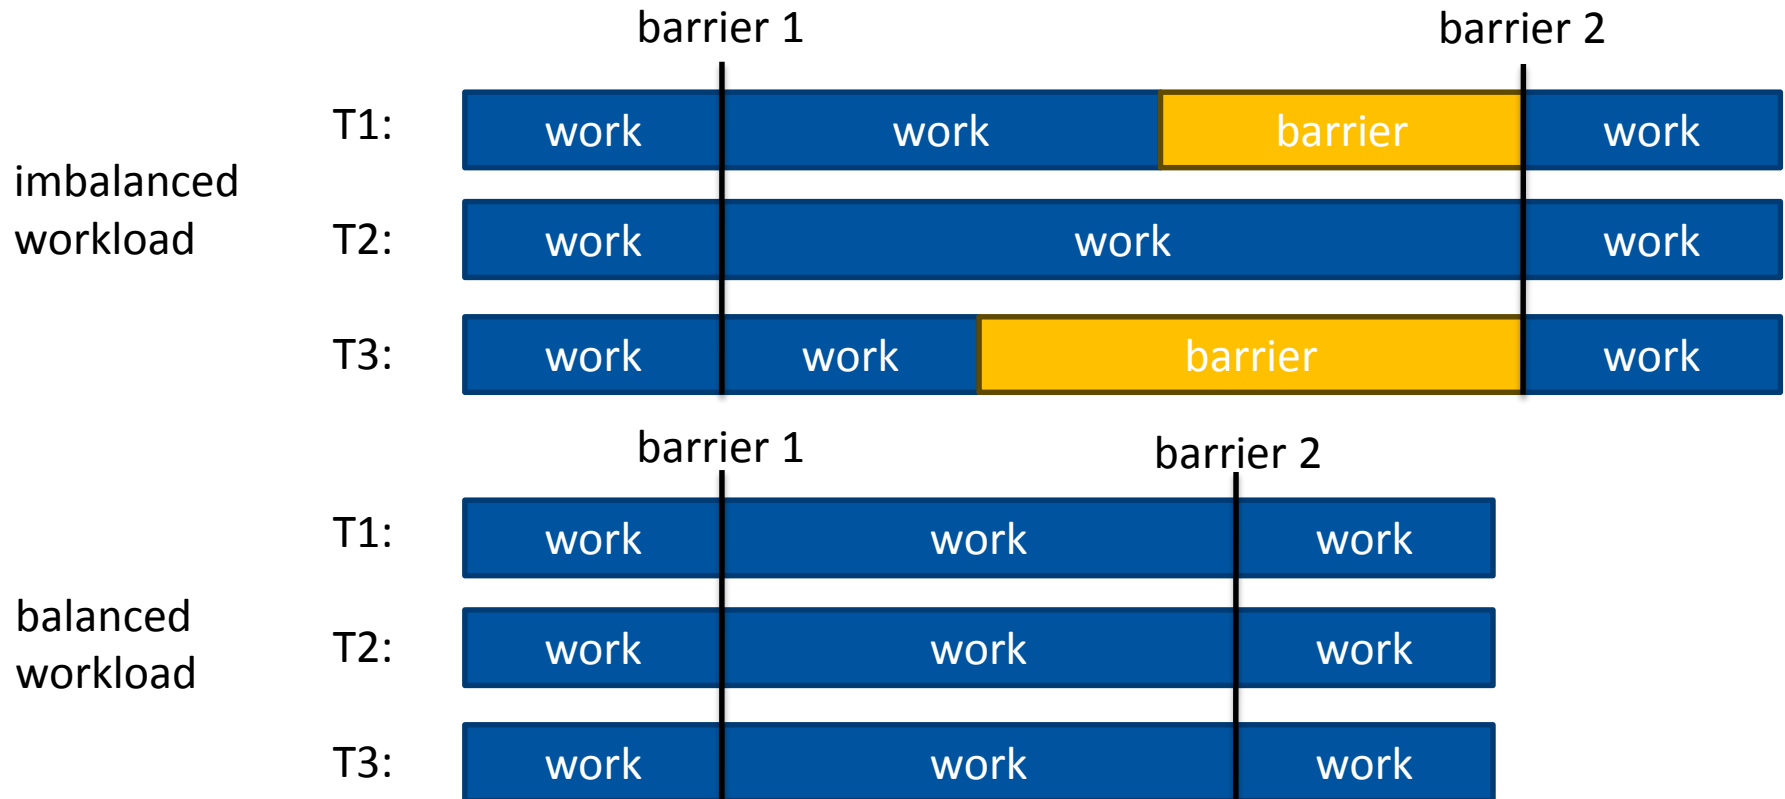 barrier 1 barrier 2
T1: work work barrier work
imbalanced
workload
T2: work work work
T3: work work barrier work
barrier 1 barrier 2
T1: work work work
balanced
workload
T2: work work work
T3: work work work